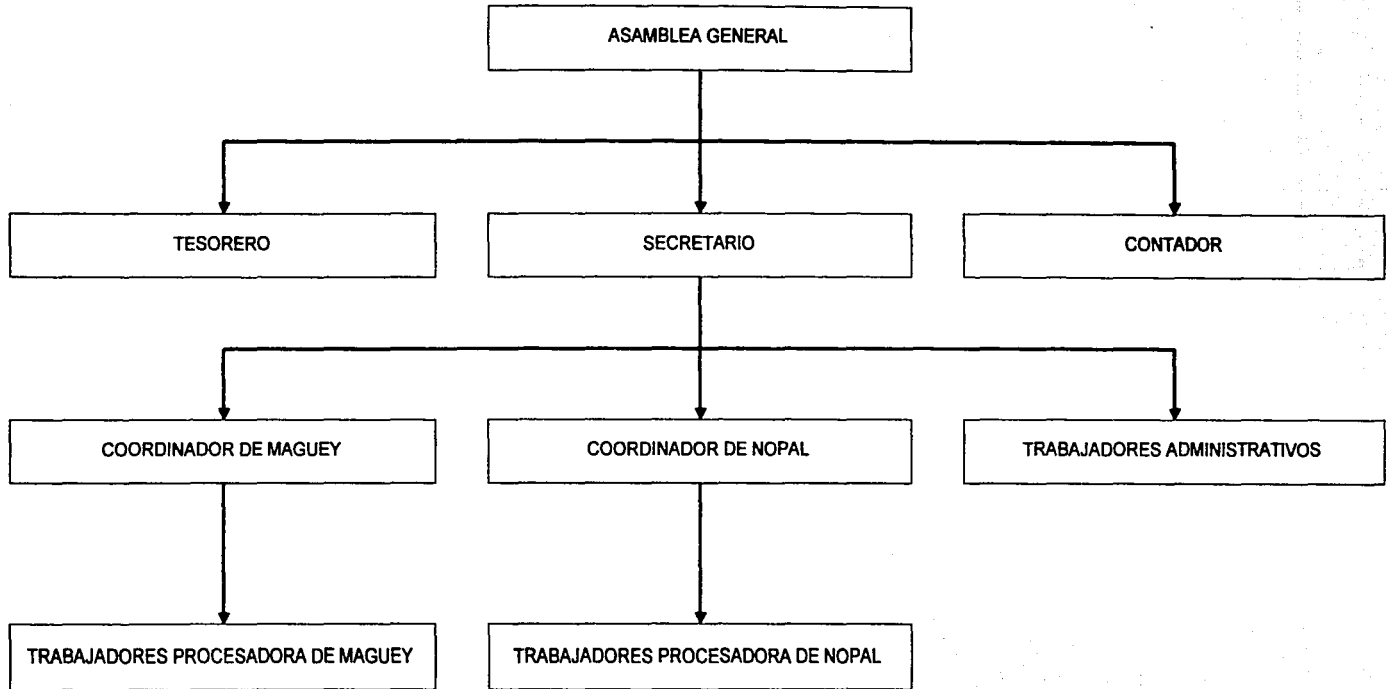 ASAMBLEA GENERAL
TESORERO
SECRETARIO
CONTADOR
COORDINADOR DE MAGUEY
COORDINADOR DE NOPAL
TRABAJADORES ADMINISTRATIVOS
TRABAJADORES PROCESADORA DE MAGUEY
TRABAJADORES PROCESADORA DE NOPAL